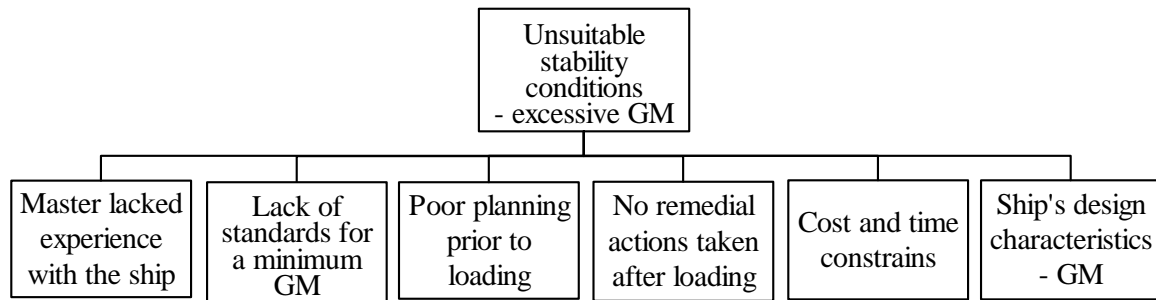 Unsuitable
stability
conditions
- excessive GM
Master lacked
experience
with the ship
Lack of
standards for
a minimum
GM
Poor planning
prior to
loading
No remedial
actions taken
after loading
Cost and time
constrains
Ship's design
characteristics
- GM